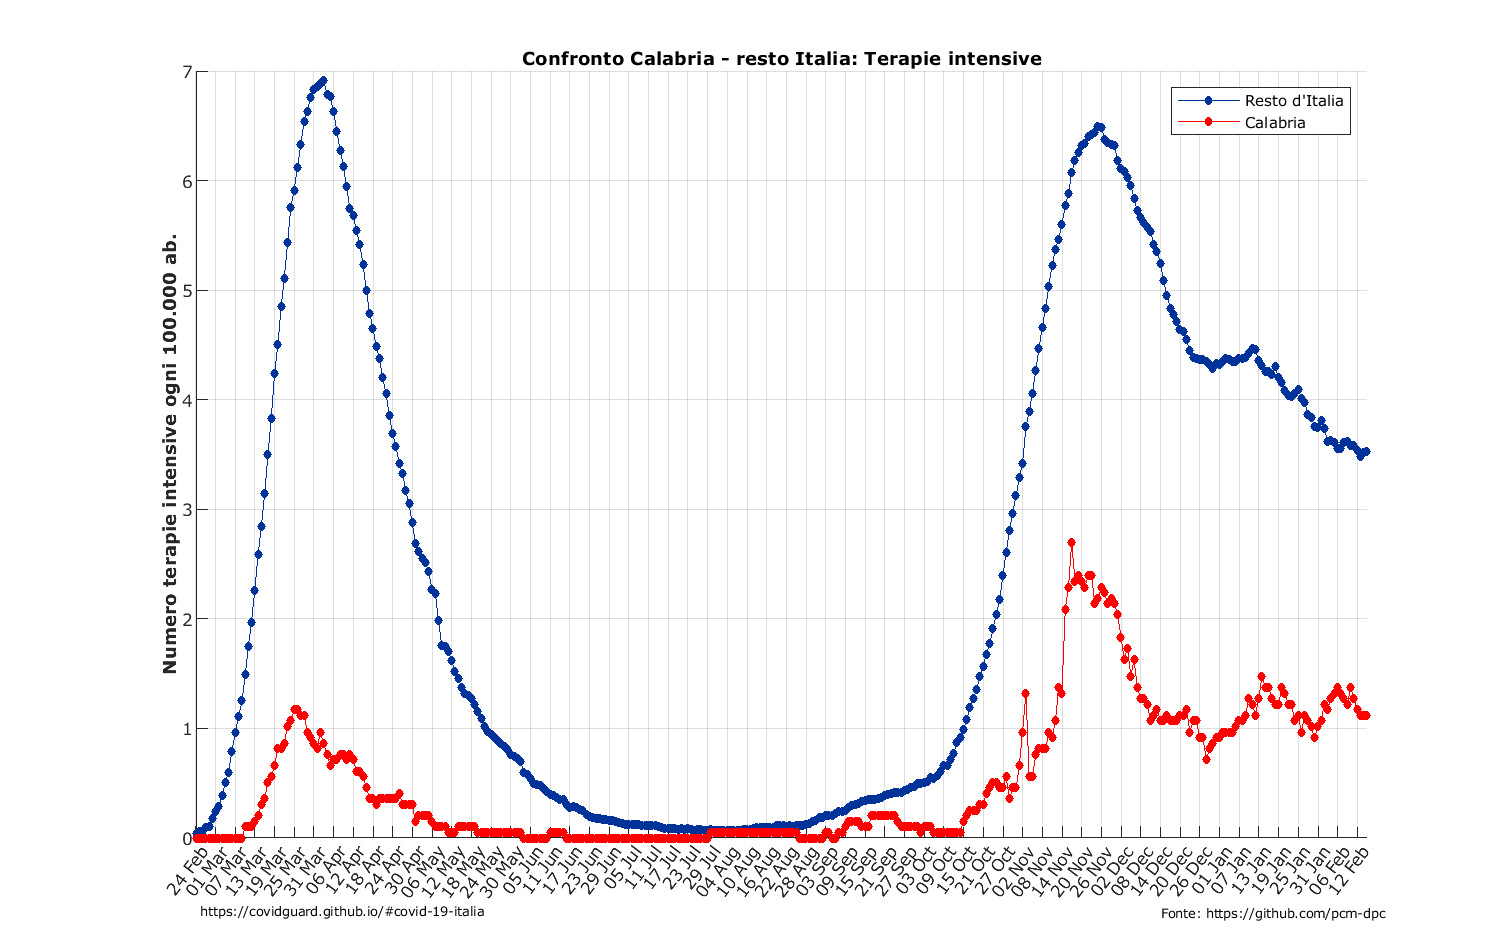 Confronto Calabria - resto Italia: Terapie intensive
Resto d'Italia
Calabria
Numero terapie intensive ogni 100.000 ab.
7
6
5
4
3
2
1
0
24 Feb
01 Mar
07 Mar
13 Mar
19 Mar
25 Mar
31 Mar
06 Apr
12 Apr
18 Apr
24 Apr
30 Apr
06 May
12 May
18 May
24 May
30 May
05 Jun
11 Jun
17 Jun
23 Jun
29 Jun
05 Jul
11 Jul
17 Jul
23 Jul
29 Jul
04 Aug
10 Aug
16 Aug
22 Aug
28 Aug
03 Sep
09 Sep
15 Sep
21 Sep
27 Sep
03 Oct
09 Oct
15 Oct
21 Oct
27 Oct
02 Nov
08 Nov
14 Nov
20 Nov
26 Nov
02 Dec
08 Dec
14 Dec
20 Dec
26 Dec
01 Jan
07 Jan
13 Jan
19 Jan
25 Jan
31 Jan
06 Feb
12 Feb
https://covidguard.github.io/#covid-19-italia
Fonte: https://github.com/pcm-dpc